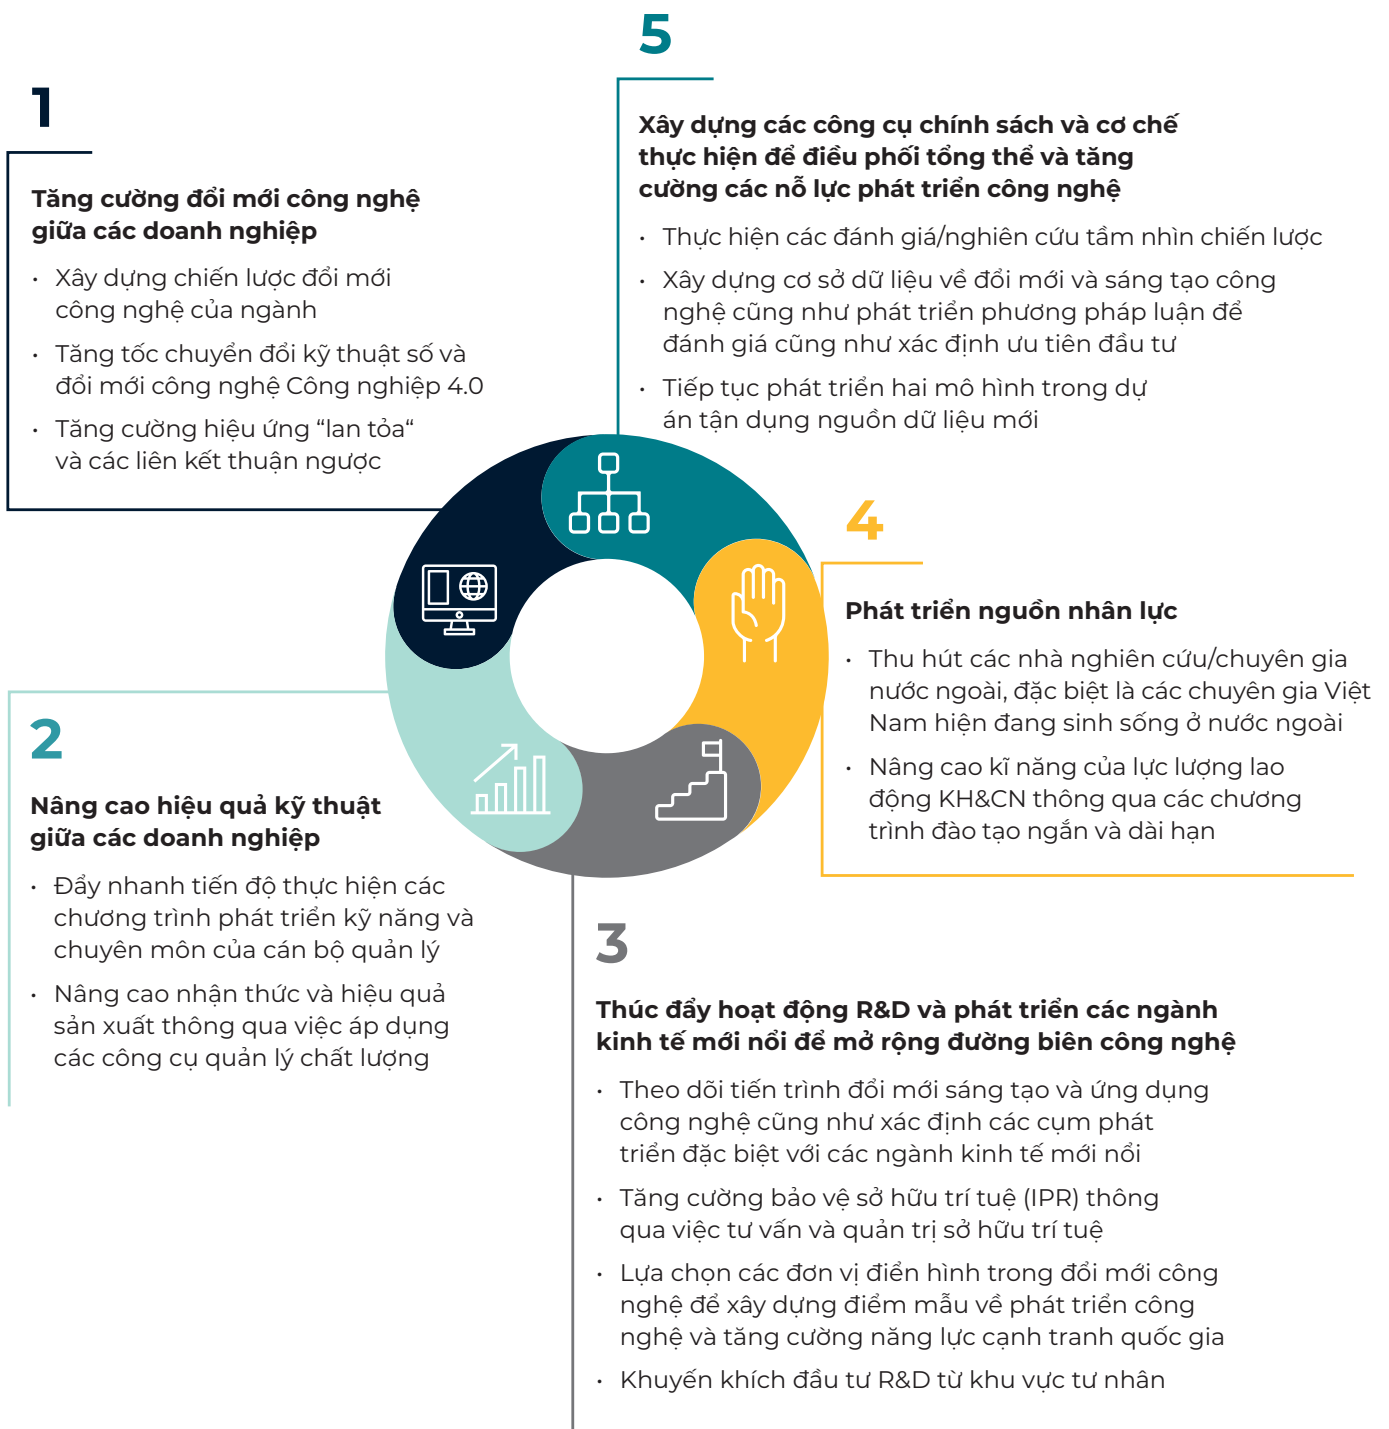 1
Tăng cường đổi mới công nghệ
giữa các doanh nghiệp
• Xây dựng chiến lược đổi mới
công nghệ của ngành
• Tăng tốc chuyển đổi kỹ thuật số và
đổi mới công nghệ Công nghiệp 4.0
• Tăng cường hiệu ứng “lan tỏa“
và các liên kết thuận ngược
2
Nâng cao hiệu quả kỹ thuật
giữa các doanh nghiệp
• Đẩy nhanh tiến độ thực hiện các
chương trình phát triển kỹ năng và
chuyên môn của cán bộ quản lý
• Nâng cao nhận thức và hiệu quả
sản xuất thông qua việc áp dụng
các công cụ quản lý chất lượng
3
Thúc đẩy hoạt động R&D và phát triển các ngành
kinh tế mới nổi để mở rộng đường biên công nghệ
• Theo dõi tiến trình đổi mới sáng tạo và ứng dụng
công nghệ cũng như xác định các cụm phát
triển đặc biệt với các ngành kinh tế mới nổi
• Tăng cường bảo vệ sở hữu trí tuệ (IPR) thông
qua việc tư vấn và quản trị sở hữu trí tuệ
• Lựa chọn các đơn vị điển hình trong đổi mới công
nghệ để xây dựng điểm mẫu về phát triển công
nghệ và tăng cường năng lực cạnh tranh quốc gia
• Khuyến khích đầu tư R&D từ khu vực tư nhân
4
Phát triển nguồn nhân lực
• Thu hút các nhà nghiên cứu/chuyên gia
nước ngoài, đặc biệt là các chuyên gia Việt
Nam hiện đang sinh sống ở nước ngoài
• Nâng cao kĩ năng của lực lượng lao
động KH&CN thông qua các chương
trình đào tạo ngắn và dài hạn
5
Xây dựng các công cụ chính sách và cơ chế
thực hiện để điều phối tổng thể và tăng
cường các nỗ lực phát triển công nghệ
• Thực hiện các đánh giá/nghiên cứu tầm nhìn chiến lược
• Xây dựng cơ sở dữ liệu về đổi mới và sáng tạo công
nghệ cũng như phát triển phương pháp luận để
đánh giá cũng như xác định ưu tiên đầu tư
• Tiếp tục phát triển hai mô hình trong dự
án tận dụng nguồn dữ liệu mới